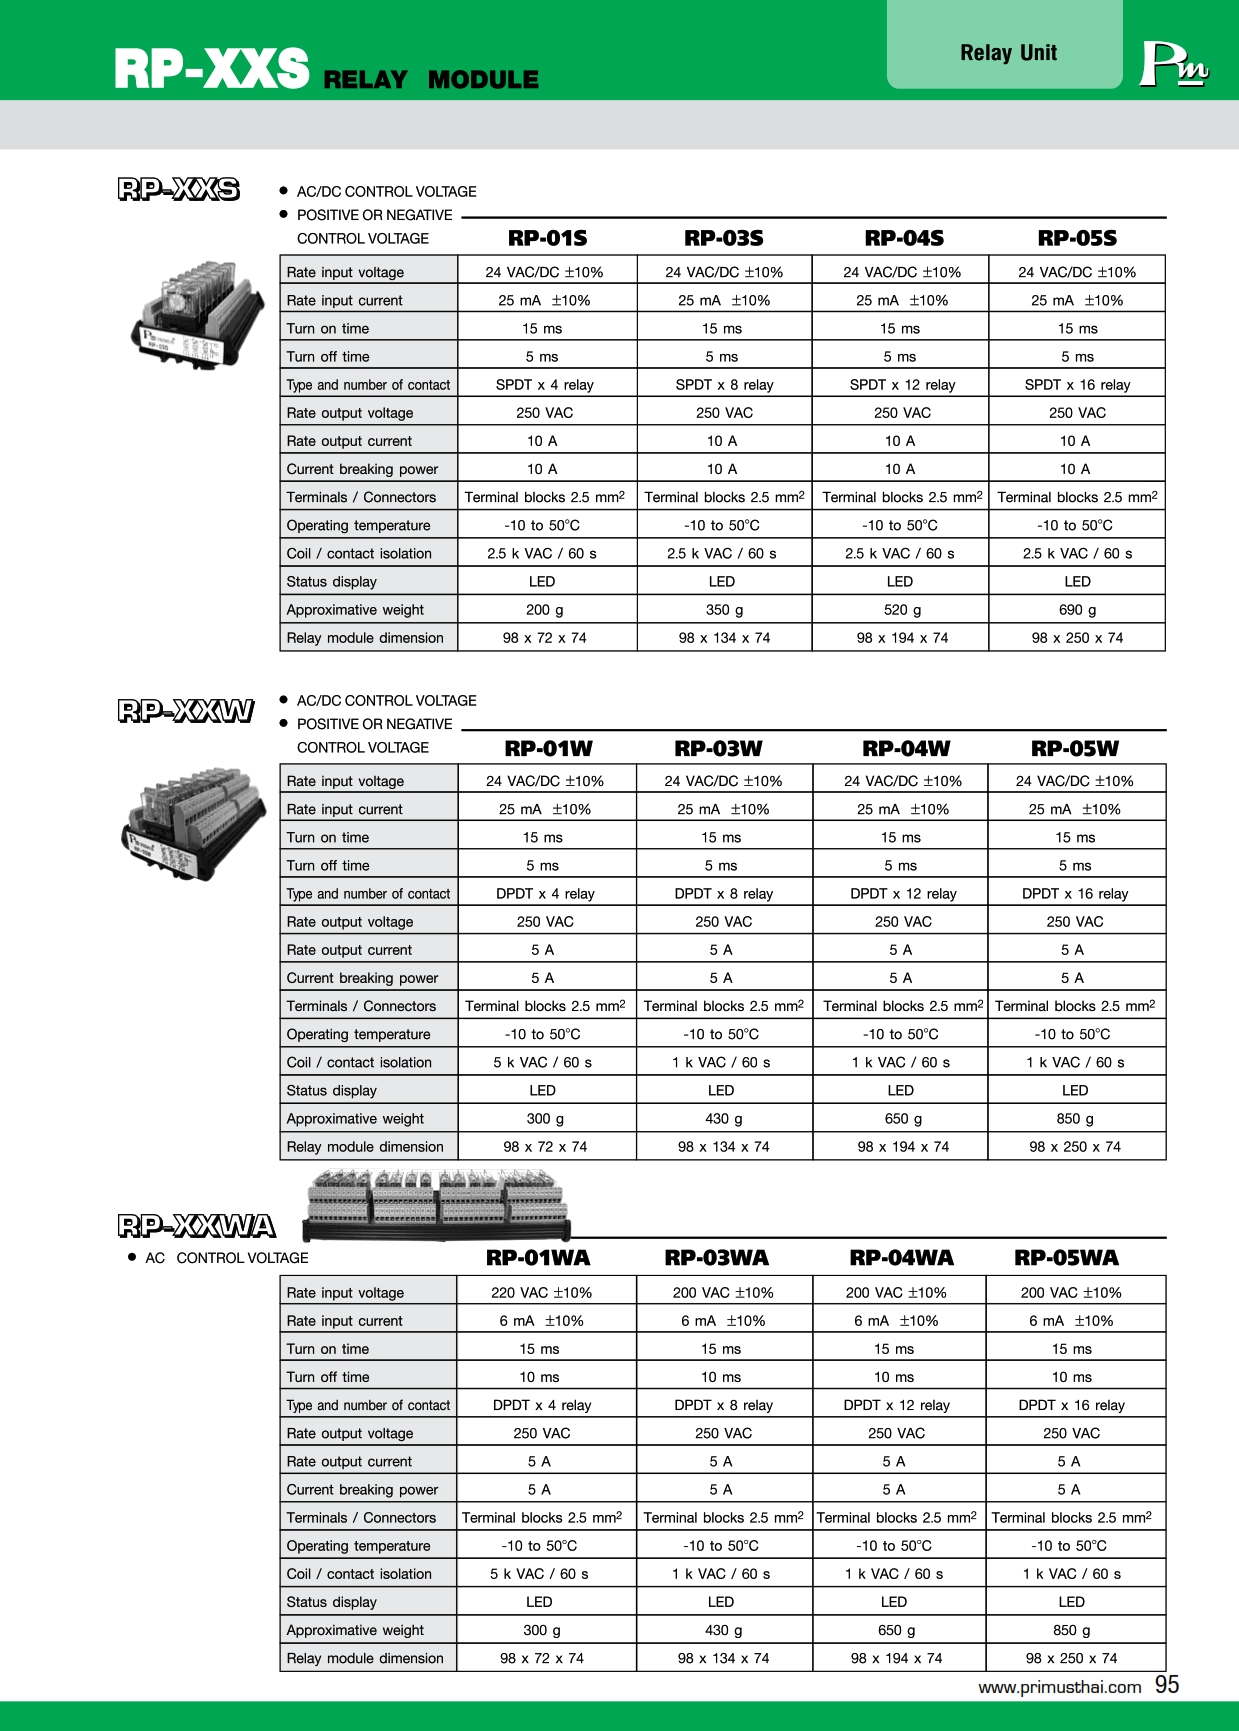 RP-XXS RELAY MODULE
Relay Unit
Pm
RP-XXS
● AC/DC CONTROL VOLTAGE
● POSITIVE OR NEGATIVE
CONTROL VOLTAGE RP-01S RP-03S RP-04S RP-05S
Rate input voltage 24 VAC/DC ±10% 24 VAC/DC ±10% 24 VAC/DC ±10% 24 VAC/DC ±10%
Rate input current 25 mA ±10% 25 mA ±10% 25 mA ±10% 25 mA ±10%
Turn on time 15 ms 15 ms 15 ms 15 ms
Turn off time 5 ms 5 ms 5 ms 5 ms
Type and number of contact SPDT x 4 relay SPDT x 8 relay SPDT x 12 relay SPDT x 16 relay
Rate output voltage 250 VAC 250 VAC 250 VAC 250 VAC
Rate output current 10 A 10 A 10 A 10 A
Current breaking power 10 A 10 A 10 A 10 A
Terminals / Connectors Terminal blocks 2.5 mm² Terminal blocks 2.5 mm² Terminal blocks 2.5 mm² Terminal blocks 2.5 mm²
Operating temperature -10 to 50°C -10 to 50°C -10 to 50°C -10 to 50°C
Coil / contact isolation 2.5 k VAC / 60 s 2.5 k VAC / 60 s 2.5 k VAC / 60 s 2.5 k VAC / 60 s
Status display LED LED LED LED
Approximative weight 200 g 350 g 520 g 690 g
Relay module dimension 98 x 72 x 74 98 x 134 x 74 98 x 194 x 74 98 x 250 x 74
RP-XXW
● AC/DC CONTROL VOLTAGE
● POSITIVE OR NEGATIVE
CONTROL VOLTAGE RP-01W RP-03W RP-04W RP-05W
Rate input voltage 24 VAC/DC ±10% 24 VAC/DC ±10% 24 VAC/DC ±10% 24 VAC/DC ±10%
Rate input current 25 mA ±10% 25 mA ±10% 25 mA ±10% 25 mA ±10%
Turn on time 15 ms 15 ms 15 ms 15 ms
Turn off time 5 ms 5 ms 5 ms 5 ms
Type and number of contact DPDT x 4 relay DPDT x 8 relay DPDT x 12 relay DPDT x 16 relay
Rate output voltage 250 VAC 250 VAC 250 VAC 250 VAC
Rate output current 5 A 5 A 5 A 5 A
Current breaking power 5 A 5 A 5 A 5 A
Terminals / Connectors Terminal blocks 2.5 mm² Terminal blocks 2.5 mm² Terminal blocks 2.5 mm² Terminal blocks 2.5 mm²
Operating temperature -10 to 50°C -10 to 50°C -10 to 50°C -10 to 50°C
Coil / contact isolation 5 k VAC / 60 s 1 k VAC / 60 s 1 k VAC / 60 s 1 k VAC / 60 s
Status display LED LED LED LED
Approximative weight 300 g 430 g 650 g 850 g
Relay module dimension 98 x 72 x 74 98 x 134 x 74 98 x 194 x 74 98 x 250 x 74
RP-XXWA
● AC CONTROL VOLTAGE RP-01WA RP-03WA RP-04WA RP-05WA
Rate input voltage 220 VAC ±10% 200 VAC ±10% 200 VAC ±10% 200 VAC ±10%
Rate input current 6 mA ±10% 6 mA ±10% 6 mA ±10% 6 mA ±10%
Turn on time 15 ms 15 ms 15 ms 15 ms
Turn off time 10 ms 10 ms 10 ms 10 ms
Type and number of contact DPDT x 4 relay DPDT x 8 relay DPDT x 12 relay DPDT x 16 relay
Rate output voltage 250 VAC 250 VAC 250 VAC 250 VAC
Rate output current 5 A 5 A 5 A 5 A
Current breaking power 5 A 5 A 5 A 5 A
Terminals / Connectors Terminal blocks 2.5 mm² Terminal blocks 2.5 mm² Terminal blocks 2.5 mm² Terminal blocks 2.5 mm²
Operating temperature -10 to 50°C -10 to 50°C -10 to 50°C -10 to 50°C
Coil / contact isolation 5 k VAC / 60 s 1 k VAC / 60 s 1 k VAC / 60 s 1 k VAC / 60 s
Status display LED LED LED LED
Approximative weight 300 g 430 g 650 g 850 g
Relay module dimension 98 x 72 x 74 98 x 134 x 74 98 x 194 x 74 98 x 250 x 74
www.primusthai.com 95